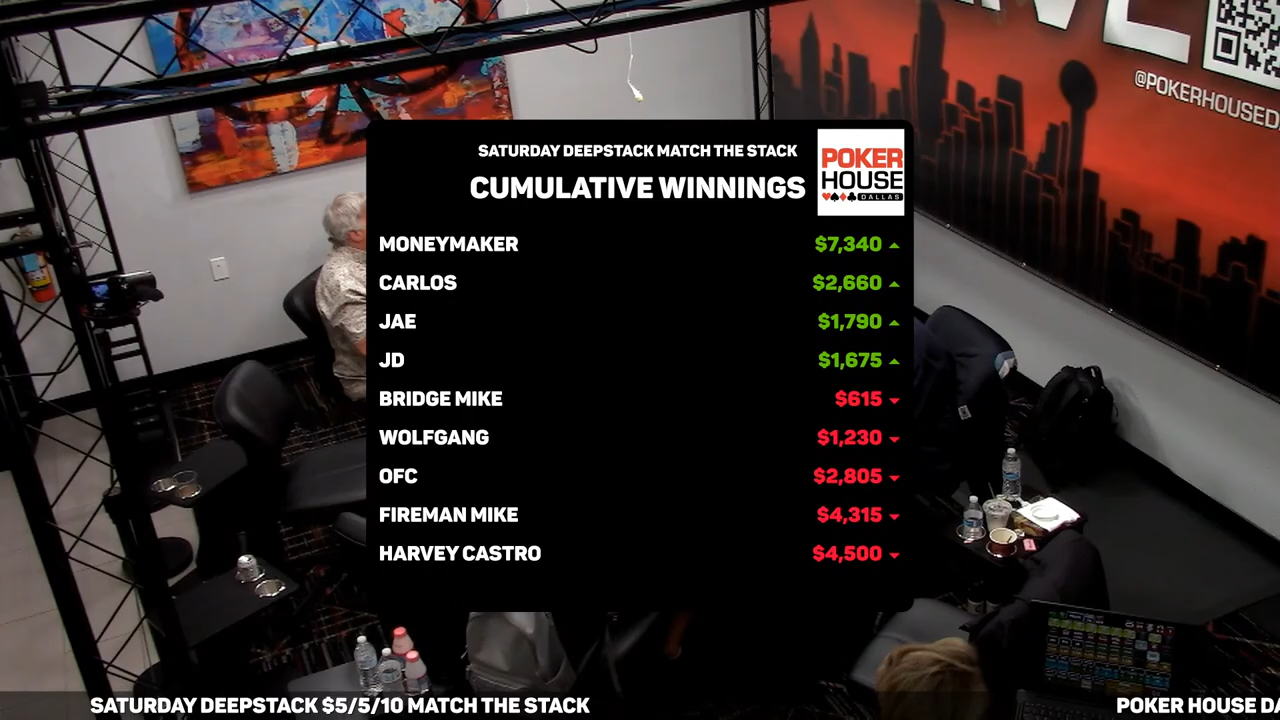 @POKERHOUSED
SATURDAY DEEPSTACK MATCH THE STACK
CUMULATIVE WINNINGS
POKER
HOUSE
DALLAS
MONEYMAKER $7,340
CARLOS $2,660
JAE $1,790
JD $1,675
BRIDGE MIKE $615
WOLFGANG $1,230
OFC $2,805
FIREMAN MIKE $4,315
HARVEY CASTRO $4,500
SATURDAY DEEPSTACK $5/5/10 MATCH THE STACK
POKER HOUSE DA